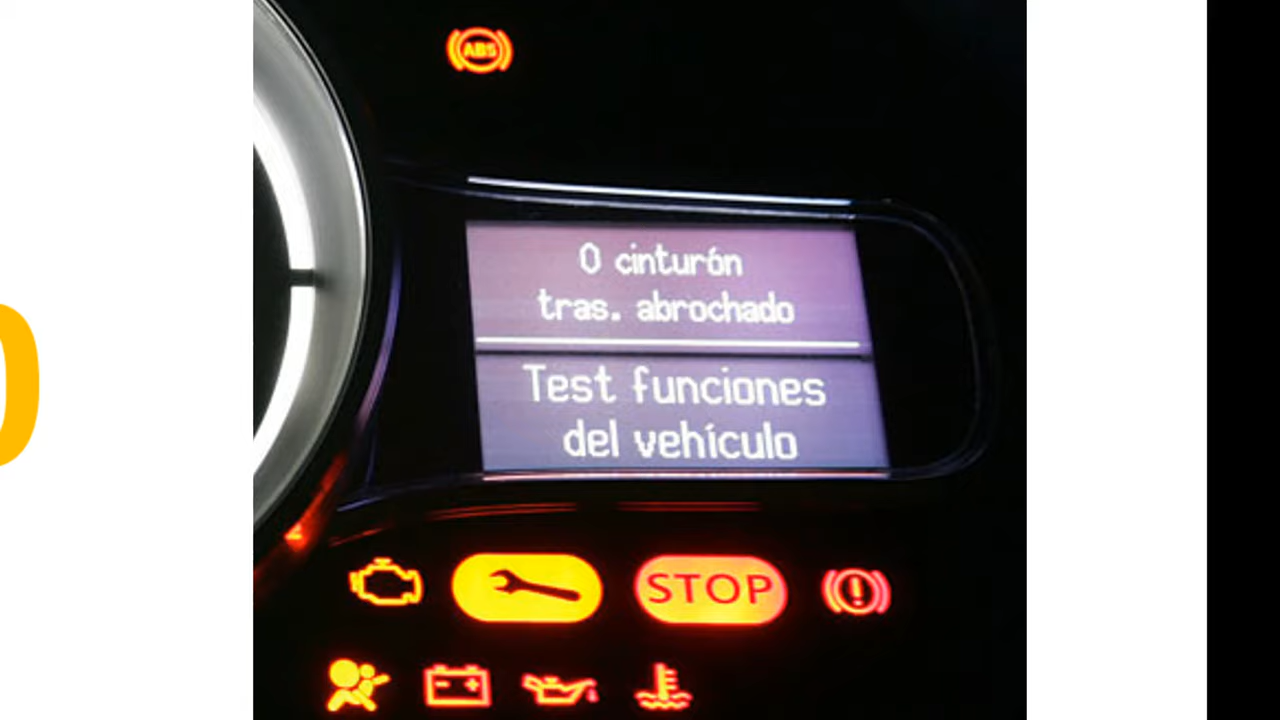 ABS
0 cinturón
tras. abrochado
Test funciones
del vehículo
STOP